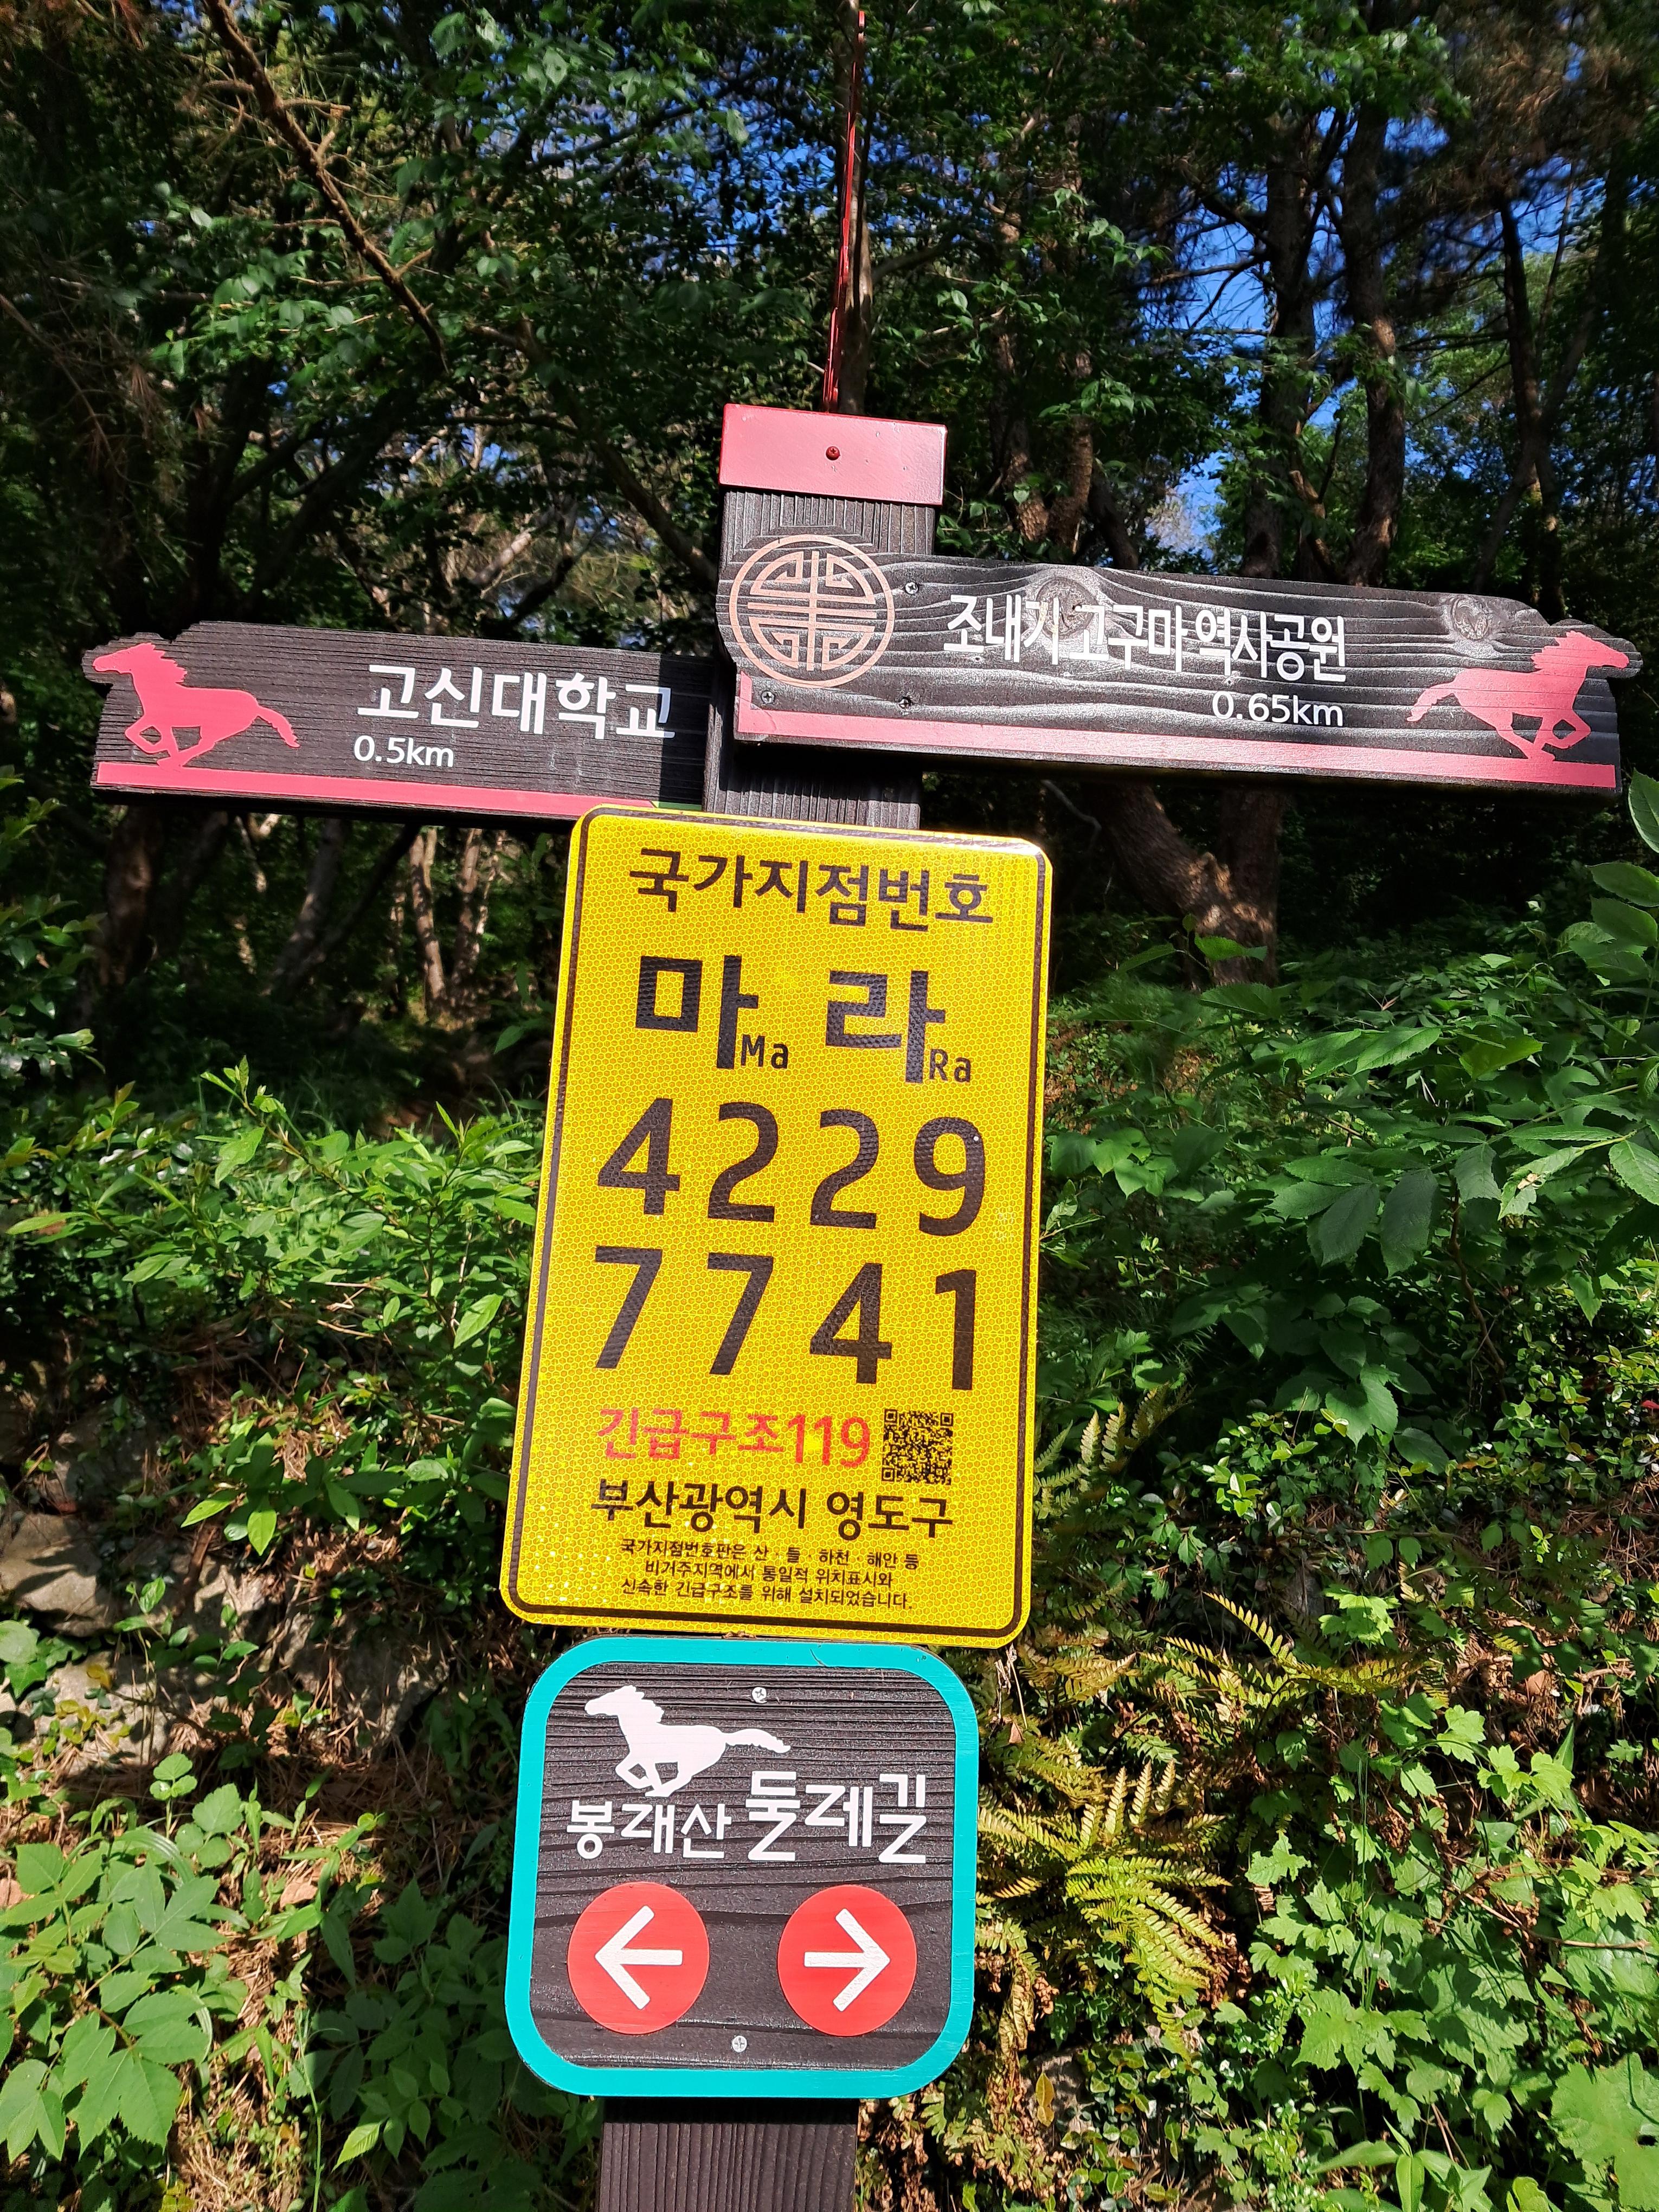 고신대학교
0.5km
조내기 고구마 역사공원
0.65km
국가지점번호
마 Ma 라 Ra
4229
7741
긴급구조119
부산광역시 영도구
국가지점번호판은 산 · 들 · 하천 · 해안 등
비거주지역에서 통일적 위치표시와
신속한 긴급구조를 위해 설치되었습니다.
봉래산 둘레길
← →